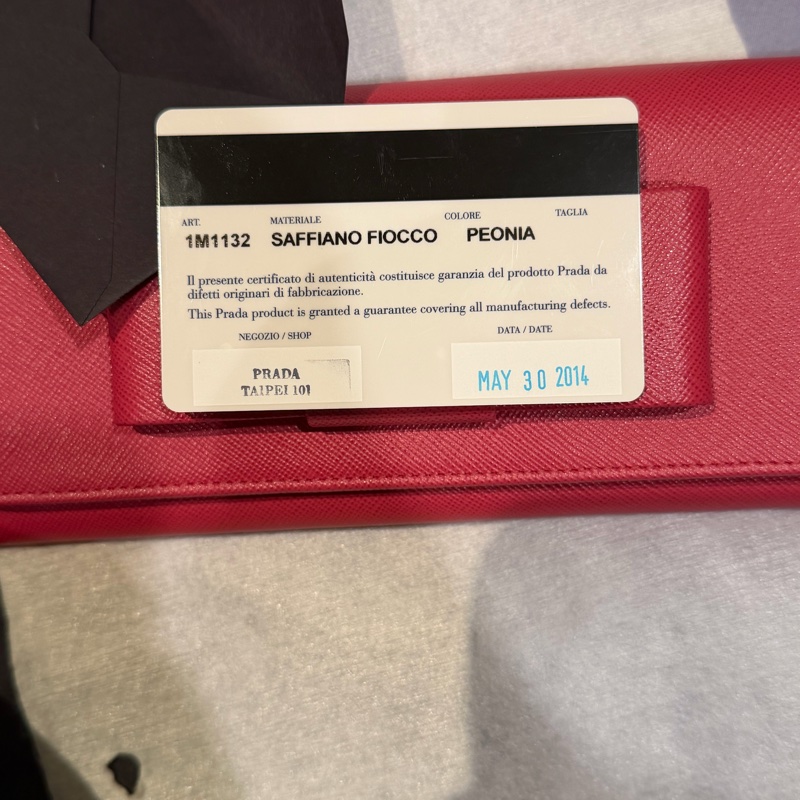 ART. MATERIALE COLORE TAGLIA
1M1132 SAFFIANO FIOCCO PEONIA
Il presente certificato di autenticità costituisce garanzia del prodotto Prada da
difetti originari di fabbricazione.
This Prada product is granted a guarantee covering all manufacturing defects.
NEGOZIO / SHOP DATA / DATE
PRADA
TAIPEI 101
MAY 30 2014